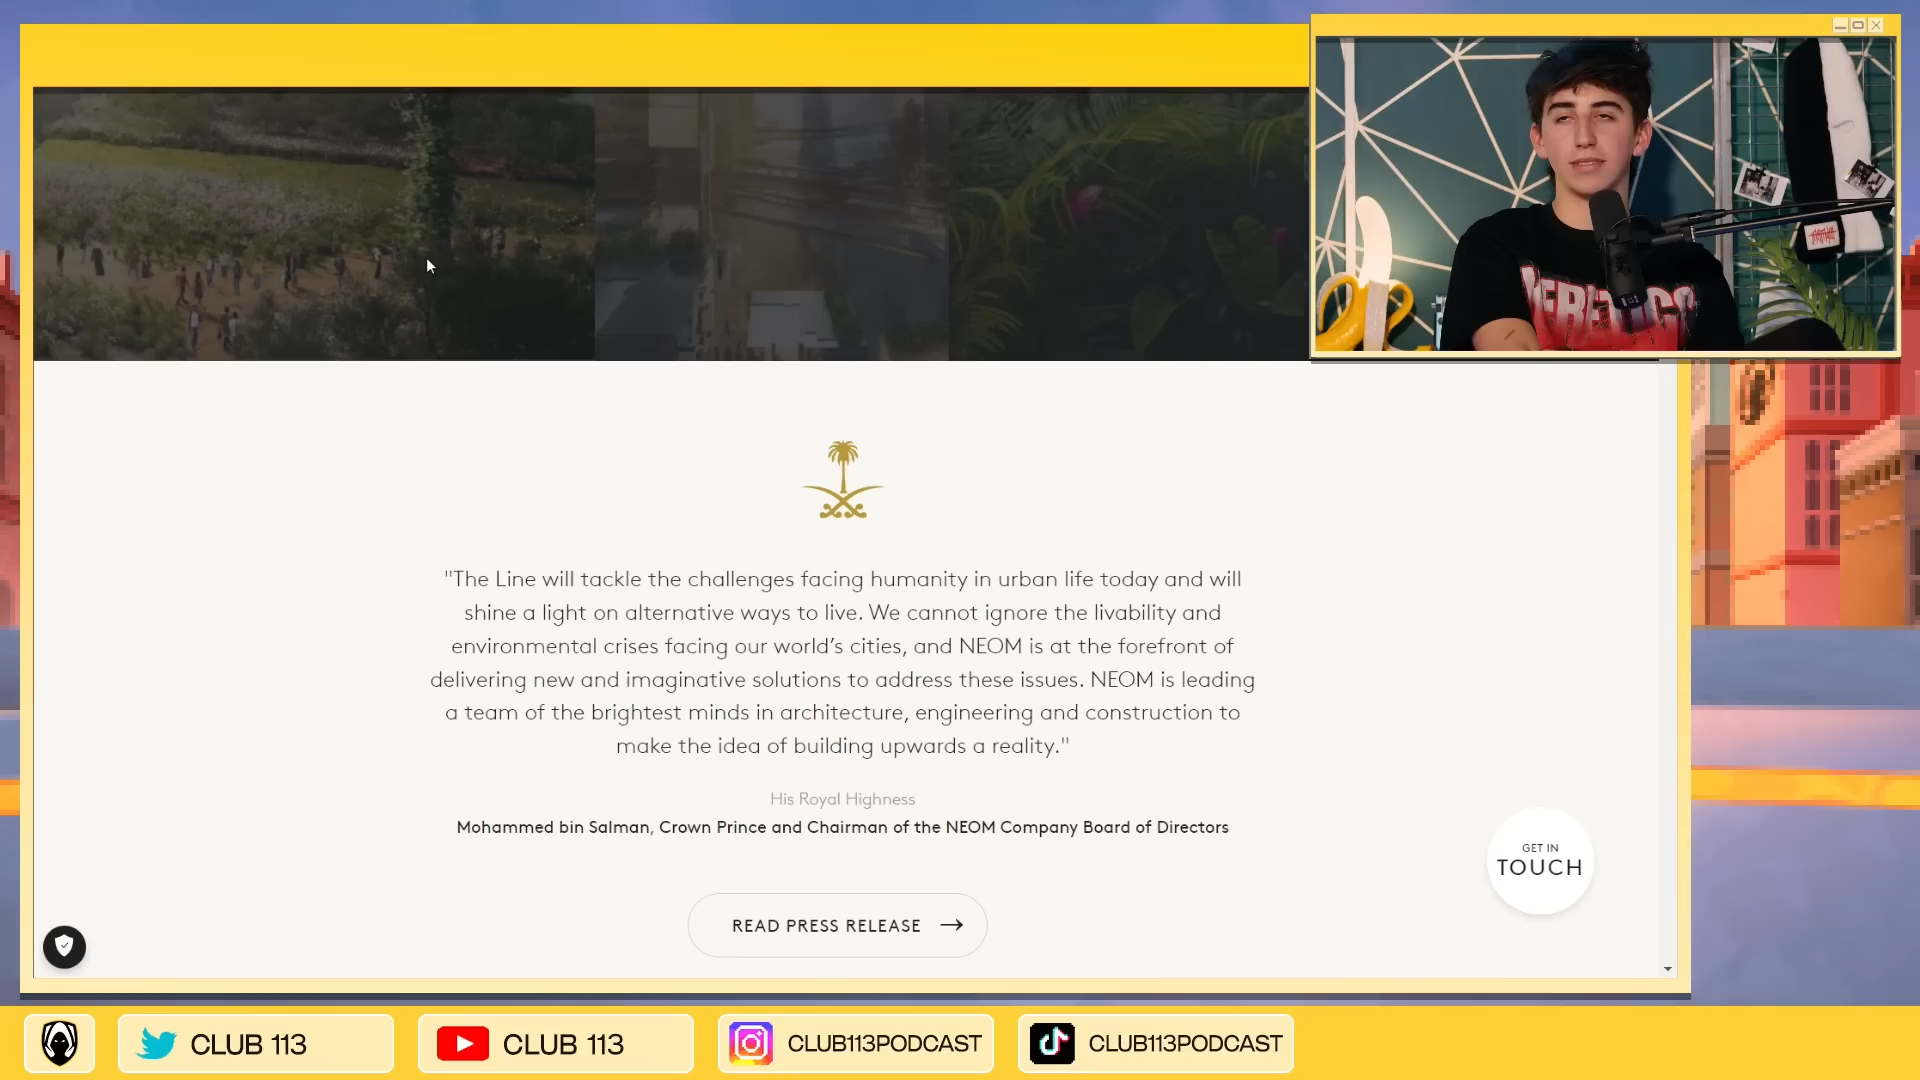 "The Line will tackle the challenges facing humanity in urban life today and will
shine a light on alternative ways to live. We cannot ignore the livability and
environmental crises facing our world's cities, and NEOM is at the forefront of
delivering new and imaginative solutions to address these issues. NEOM is leading
a team of the brightest minds in architecture, engineering and construction to
make the idea of building upwards a reality."
His Royal Highness
Mohammed bin Salman, Crown Prince and Chairman of the NEOM Company Board of Directors
GET IN
TOUCH
READ PRESS RELEASE
CLUB 113
CLUB 113
CLUB113PODCAST
CLUB113PODCAST